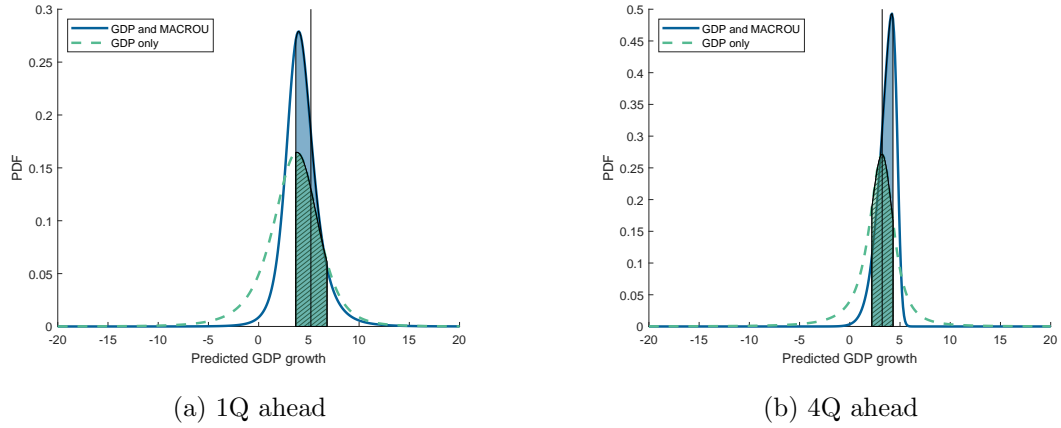 0.3
0.25
0.2
0.15
0.1
0.05
0
PDF
GDP and MACROU
GDP only
-20 -15 -10 -5 0 5 10 15 20
Predicted GDP growth
(a) 1Q ahead
0.5
0.45
0.4
0.35
0.3
0.25
0.2
0.15
0.1
0.05
0
PDF
GDP and MACROU
GDP only
-20 -15 -10 -5 0 5 10 15 20
Predicted GDP growth
(b) 4Q ahead